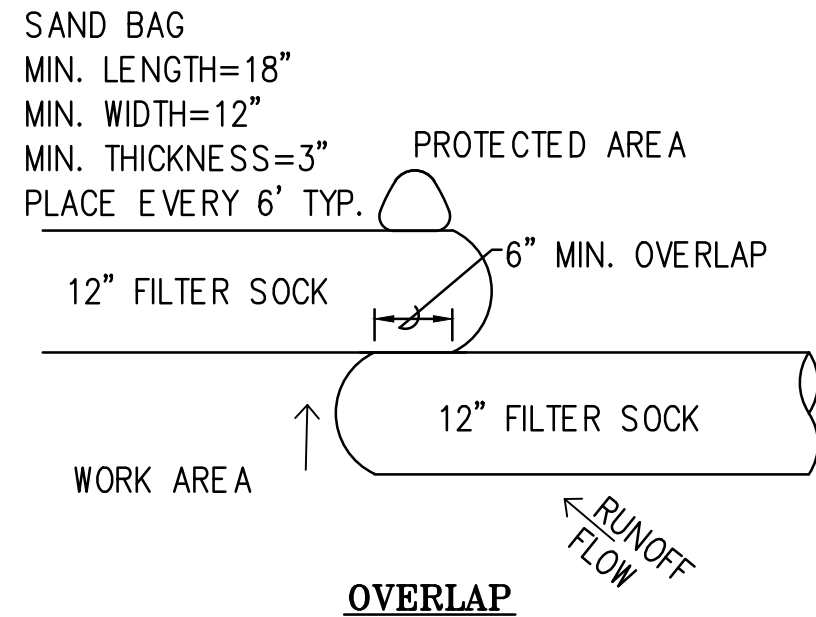 SAND BAG
MIN. LENGTH=18”
MIN. WIDTH=12”
MIN. THICKNESS=3”
PLACE EVERY 6’ TYP.
PROTECTED AREA
6” MIN. OVERLAP
12” FILTER SOCK
12” FILTER SOCK
WORK AREA
RUNOFF
FLOW
OVERLAP